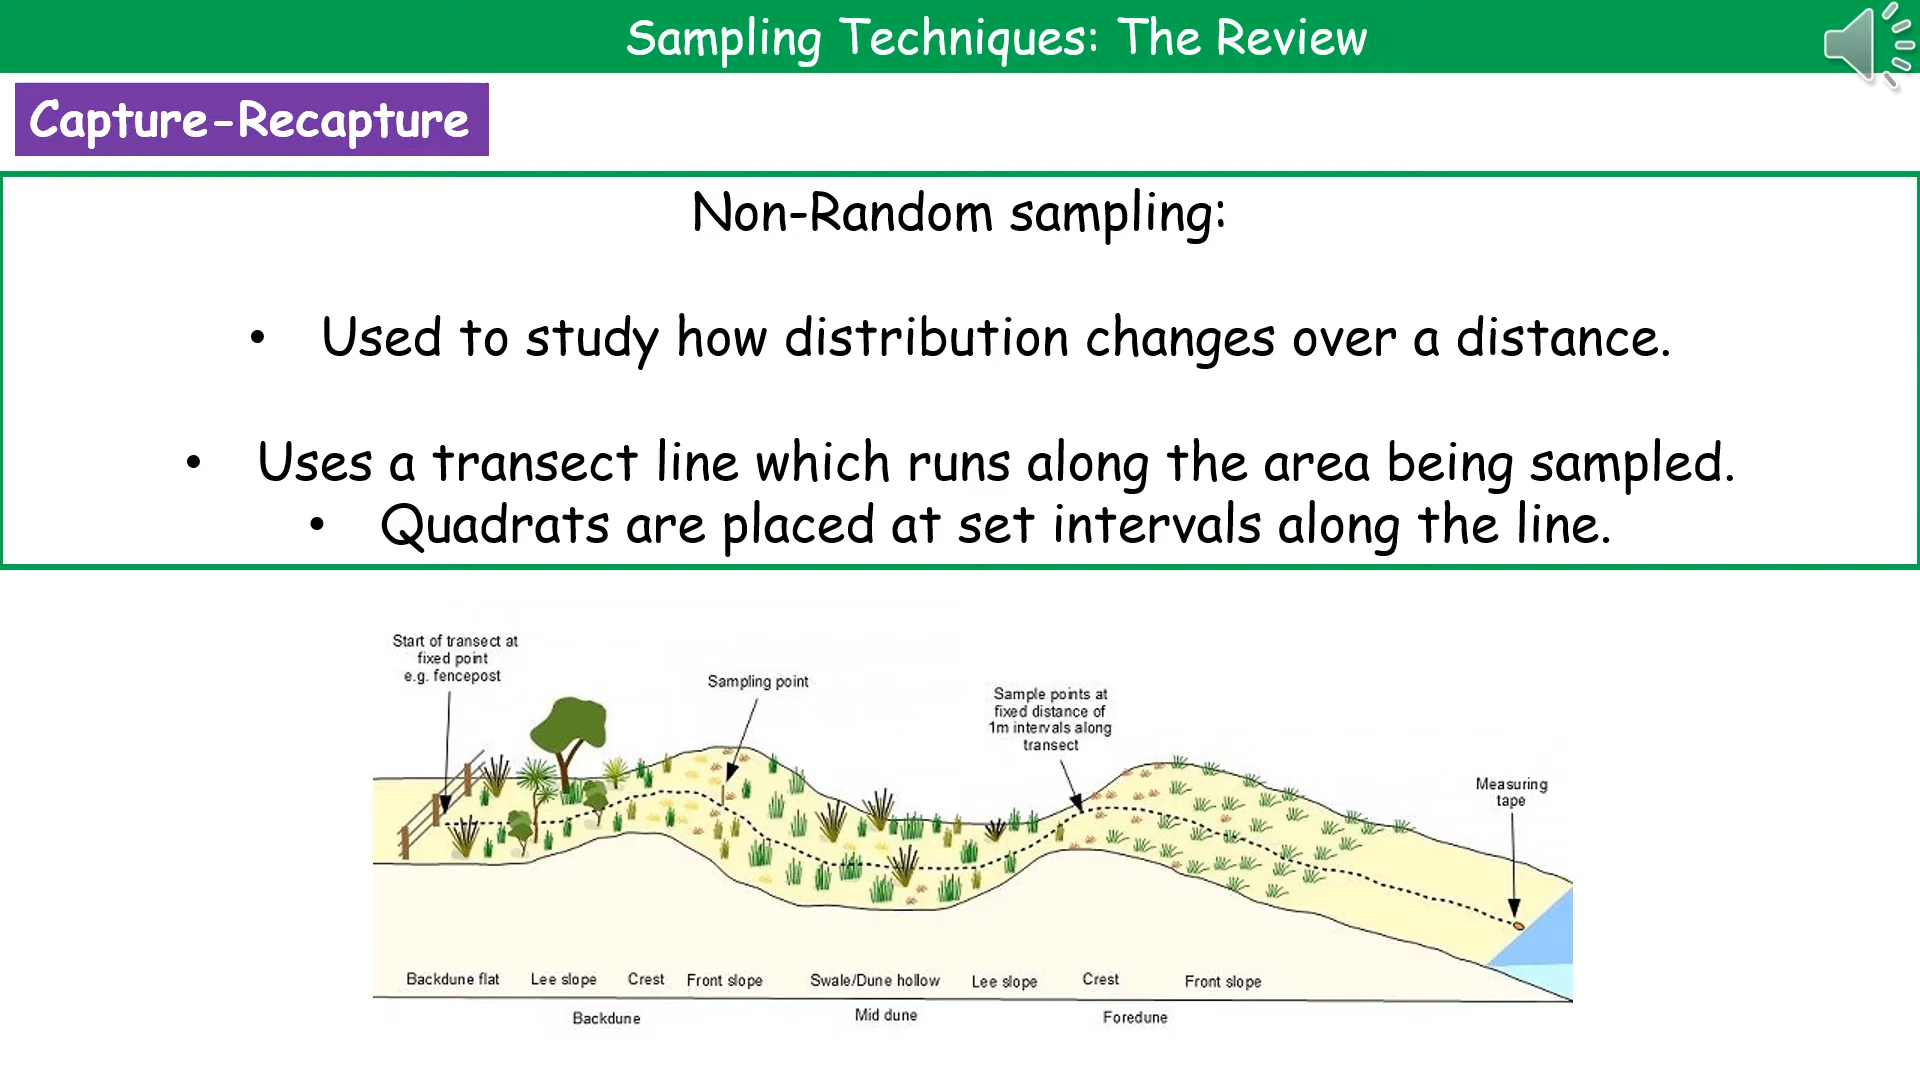 Sampling Techniques: The Review
Capture-Recapture
Non-Random sampling:
• Used to study how distribution changes over a distance.
• Uses a transect line which runs along the area being sampled.
• Quadrats are placed at set intervals along the line.
Start of transect at
fixed point
e.g. fencepost
Sampling point
Sample points at
fixed distance of
1m intervals along
transect
Measuring
tape
Backdune flat
Lee slope
Crest
Front slope
Swale/Dune hollow
Lee slope
Crest
Front slope
Backdune
Mid dune
Foredune